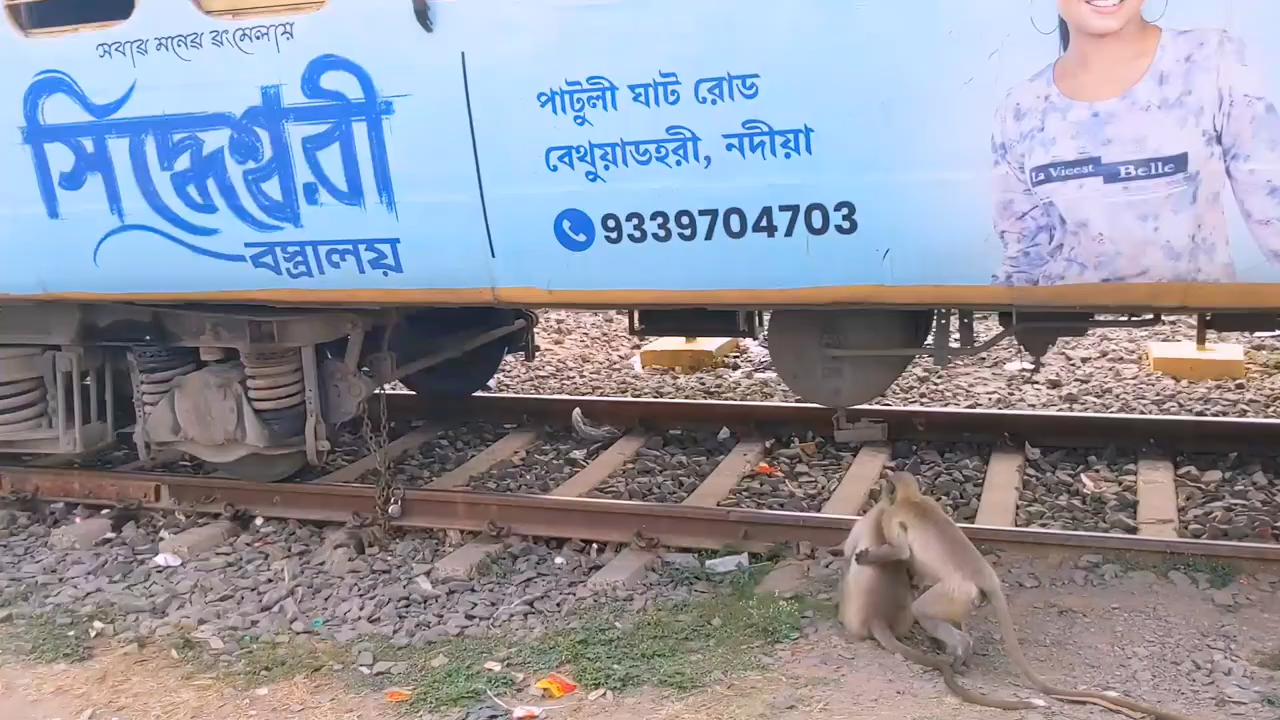 সবার মনের রংমেলায়
সিদ্ধেশ্বরী
বস্ত্রালয়
পাটুলী ঘাট রোড
বেথুয়াডহরী, নদীয়া
9339704703
La Vieest Belle